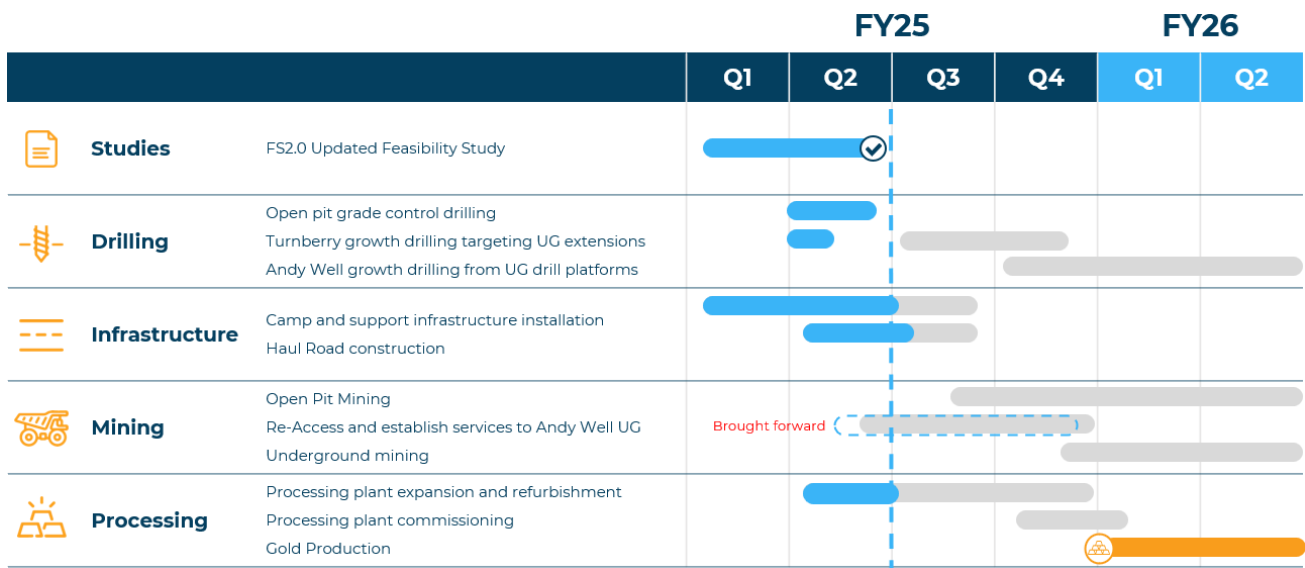 FY25 FY26
Q1 Q2 Q3 Q4 Q1 Q2
Studies FS2.0 Updated Feasibility Study
Open pit grade control drilling
Drilling Turnberry growth drilling targeting UG extensions
Andy Well growth drilling from UG drill platforms
Infrastructure Camp and support infrastructure installation
Haul Road construction
Open Pit Mining
Mining Re-Access and establish services to Andy Well UG Brought forward
Underground mining
Processing plant expansion and refurbishment
Processing Processing plant commissioning
Gold Production